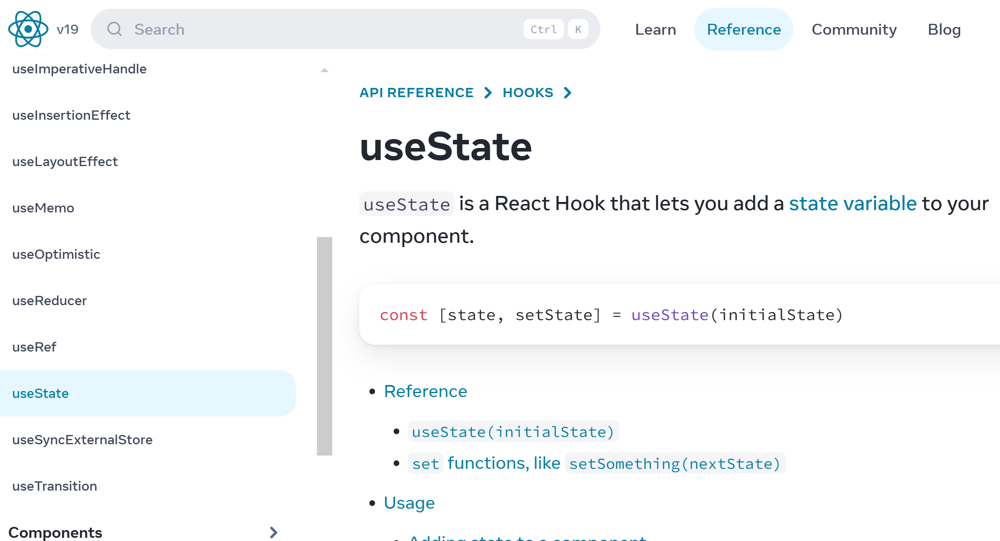 v19
Search
Ctrl K
Learn
Reference
Community
Blog
useImperativeHandle
useInsertionEffect
useLayoutEffect
useMemo
useOptimistic
useReducer
useRef
useState
useSyncExternalStore
useTransition
Components
API REFERENCE
HOOKS
useState
useState is a React Hook that lets you add a state variable to your
component.
const [state, setState] = useState(initialState)
Reference
useState(initialState)
set functions, like setSomething(nextState)
Usage
Adding state to a component